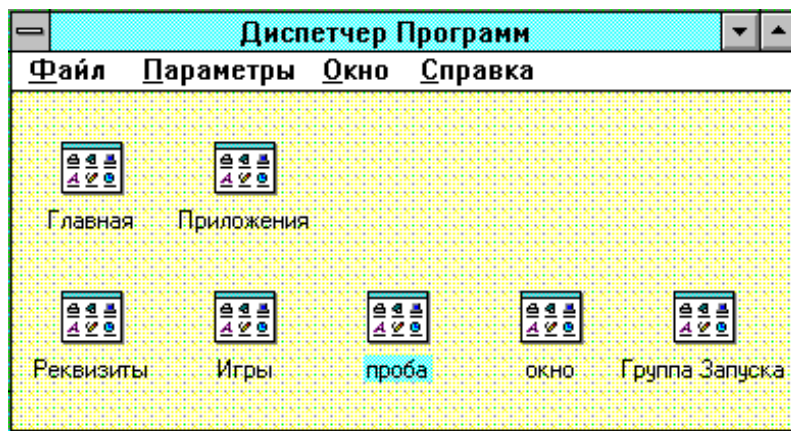 Диспетчер Программ
Файл Параметры Окно Справка
Главная Приложения
Реквизиты Игры проба окно Группа Запуска